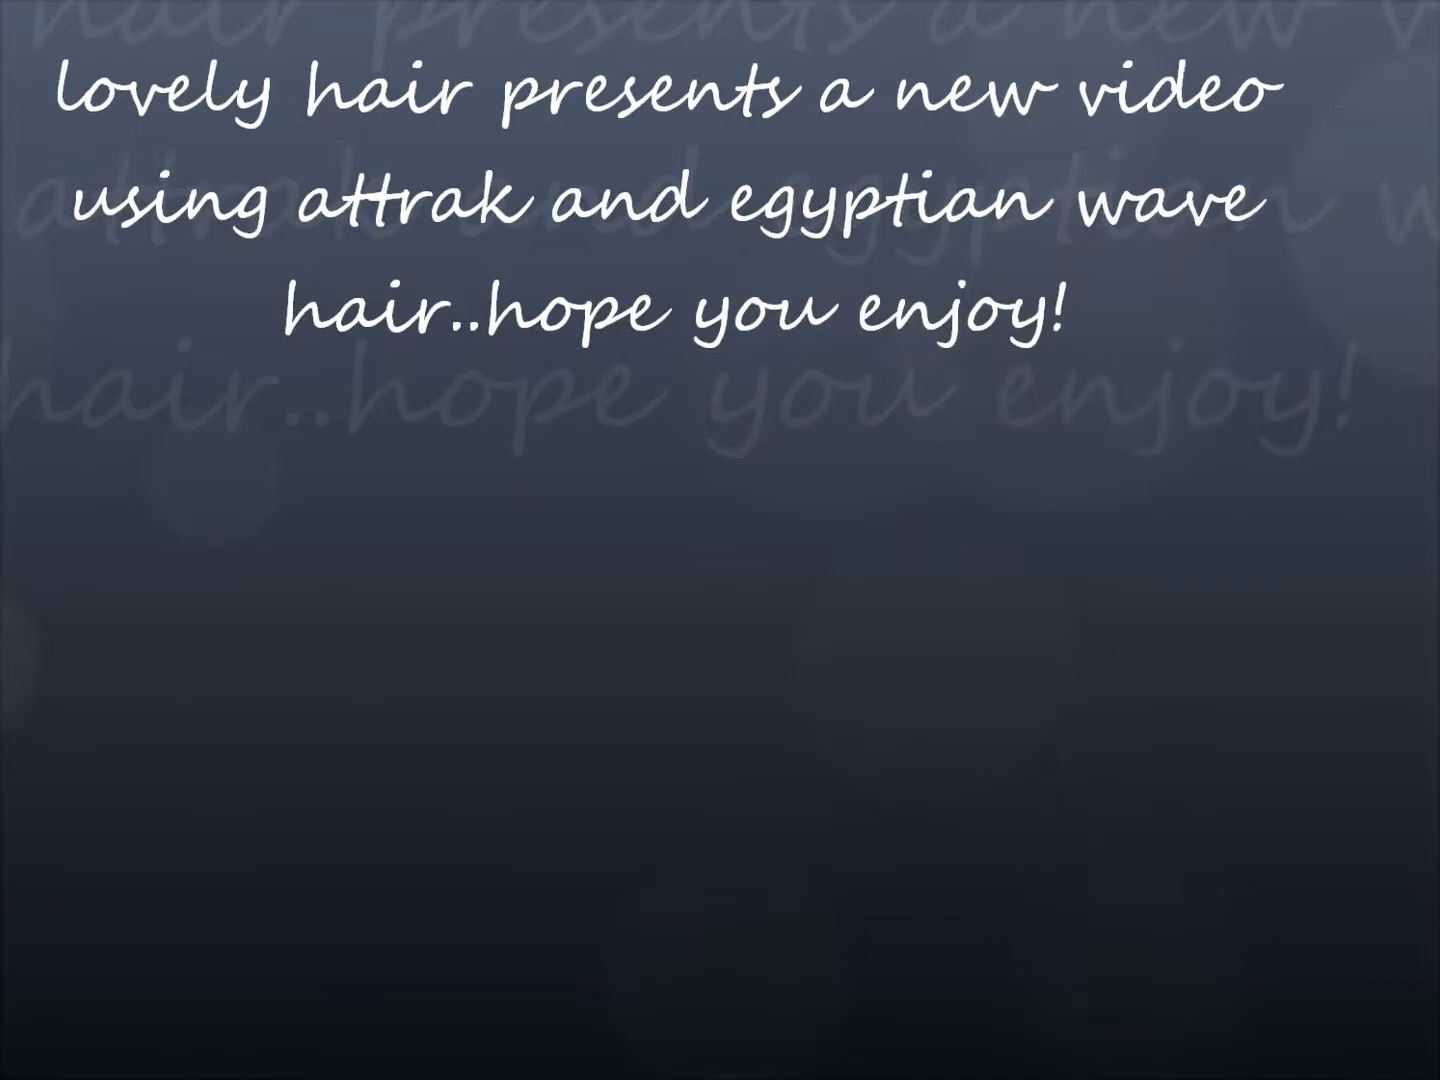 lovely hair presents a new video
using attrak and egyptian wave
hair..hope you enjoy!